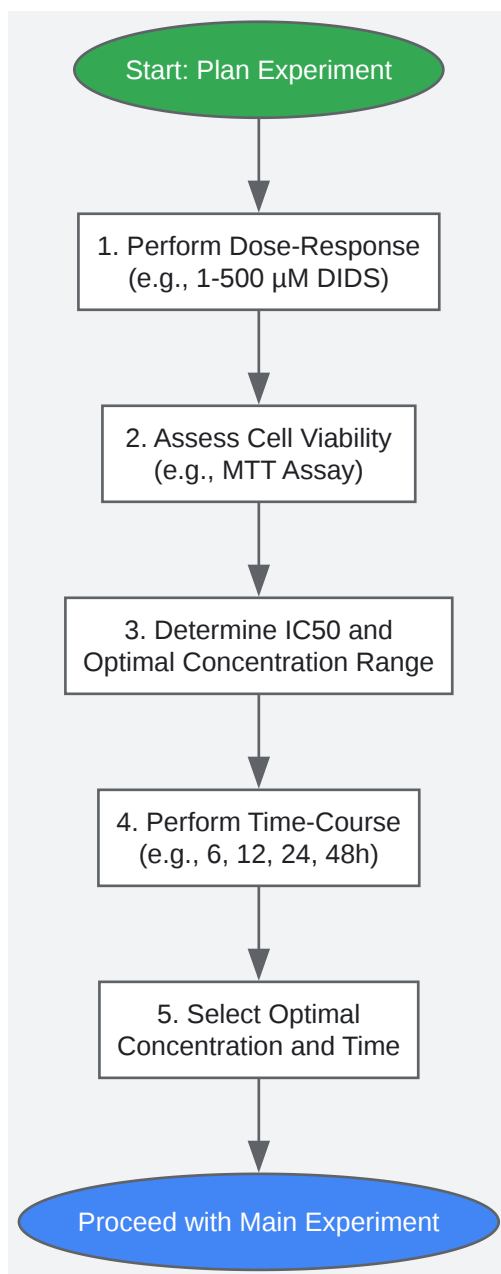 Start: Plan Experiment
1. Perform Dose-Response
(e.g., 1-500 µM DIDS)
2. Assess Cell Viability
(e.g., MTT Assay)
3. Determine IC50 and
Optimal Concentration Range
4. Perform Time-Course
(e.g., 6, 12, 24, 48h)
5. Select Optimal
Concentration and Time
Proceed with Main Experiment